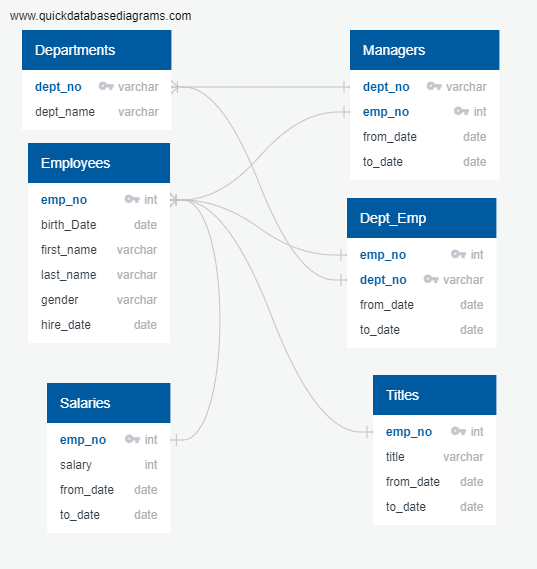 www.quickdatabasediagrams.com
Departments
dept_no varchar
dept_name varchar
Employees
emp_no int
birth_Date date
first_name varchar
last_name varchar
gender varchar
hire_date date
Salaries
emp_no int
salary int
from_date date
to_date date
Managers
dept_no varchar
emp_no int
from_date date
to_date date
Dept_Emp
emp_no int
dept_no varchar
from_date date
to_date date
Titles
emp_no int
title varchar
from_date date
to_date date